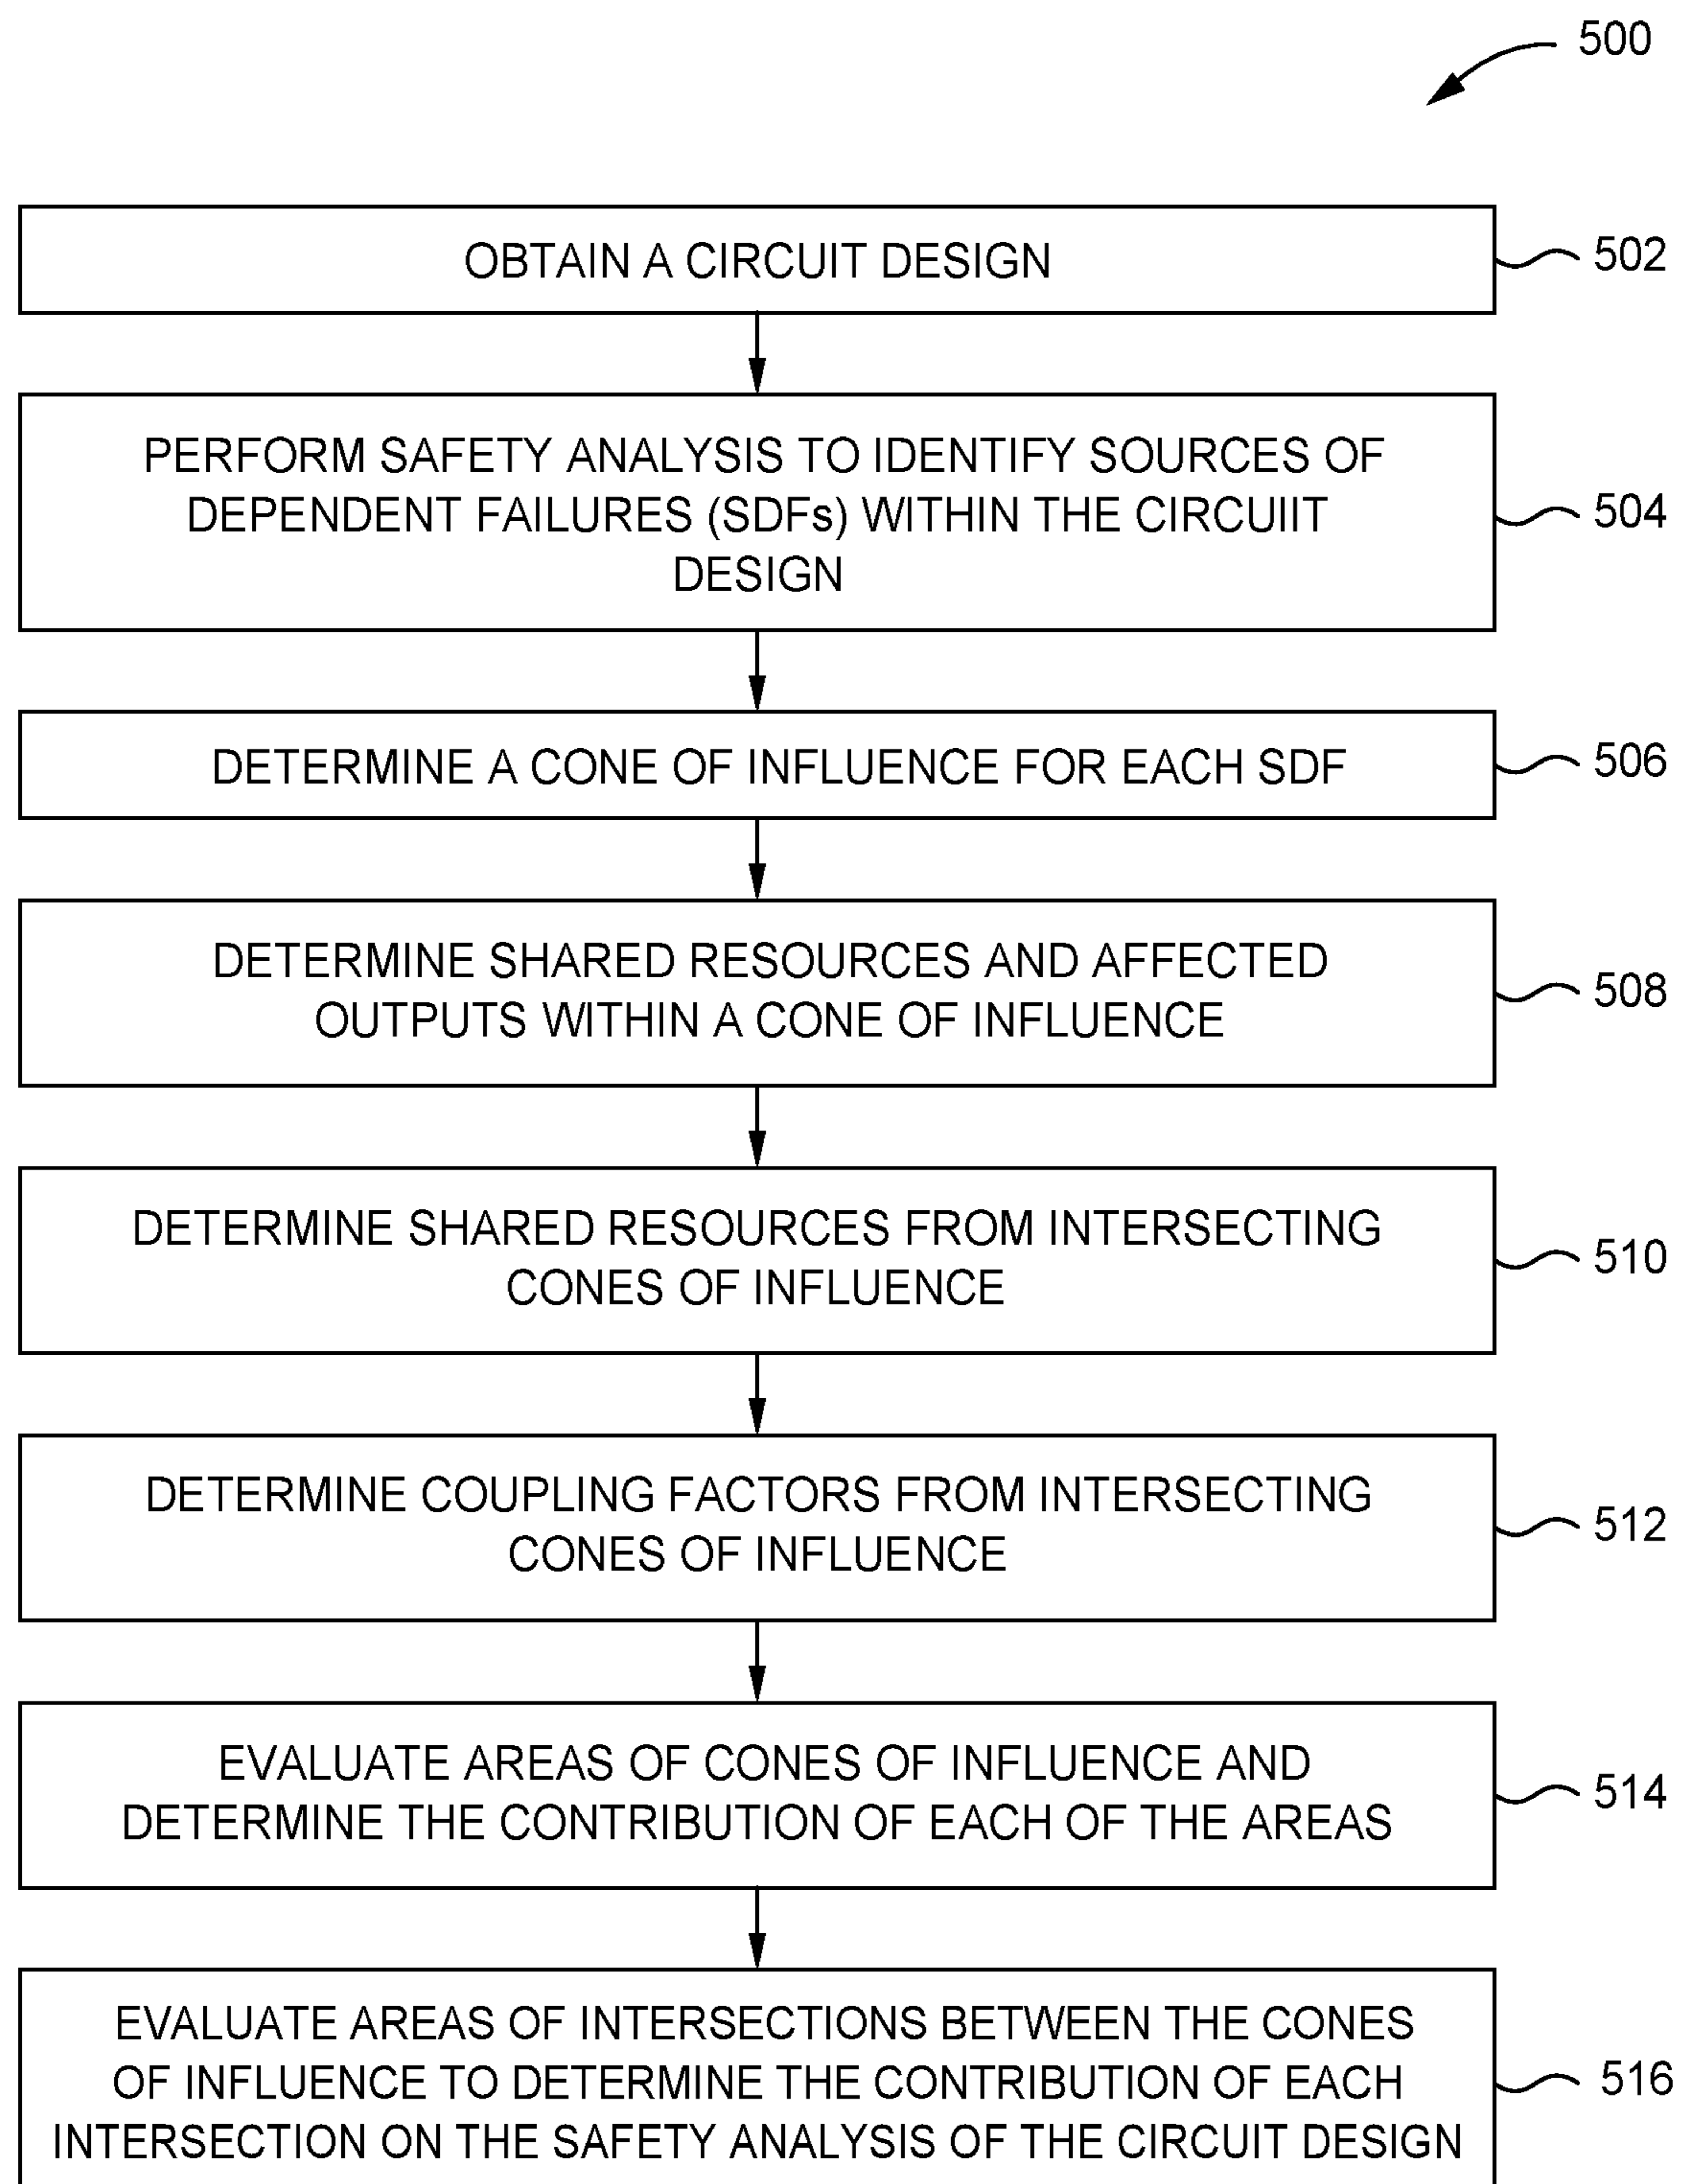 500
OBTAIN A CIRCUIT DESIGN
502
PERFORM SAFETY ANALYSIS TO IDENTIFY SOURCES OF
DEPENDENT FAILURES (SDFs) WITHIN THE CIRCUIIT
DESIGN
504
DETERMINE A CONE OF INFLUENCE FOR EACH SDF
506
DETERMINE SHARED RESOURCES AND AFFECTED
OUTPUTS WITHIN A CONE OF INFLUENCE
508
DETERMINE SHARED RESOURCES FROM INTERSECTING
CONES OF INFLUENCE
510
DETERMINE COUPLING FACTORS FROM INTERSECTING
CONES OF INFLUENCE
512
EVALUATE AREAS OF CONES OF INFLUENCE AND
DETERMINE THE CONTRIBUTION OF EACH OF THE AREAS
514
EVALUATE AREAS OF INTERSECTIONS BETWEEN THE CONES
OF INFLUENCE TO DETERMINE THE CONTRIBUTION OF EACH
INTERSECTION ON THE SAFETY ANALYSIS OF THE CIRCUIT DESIGN
516